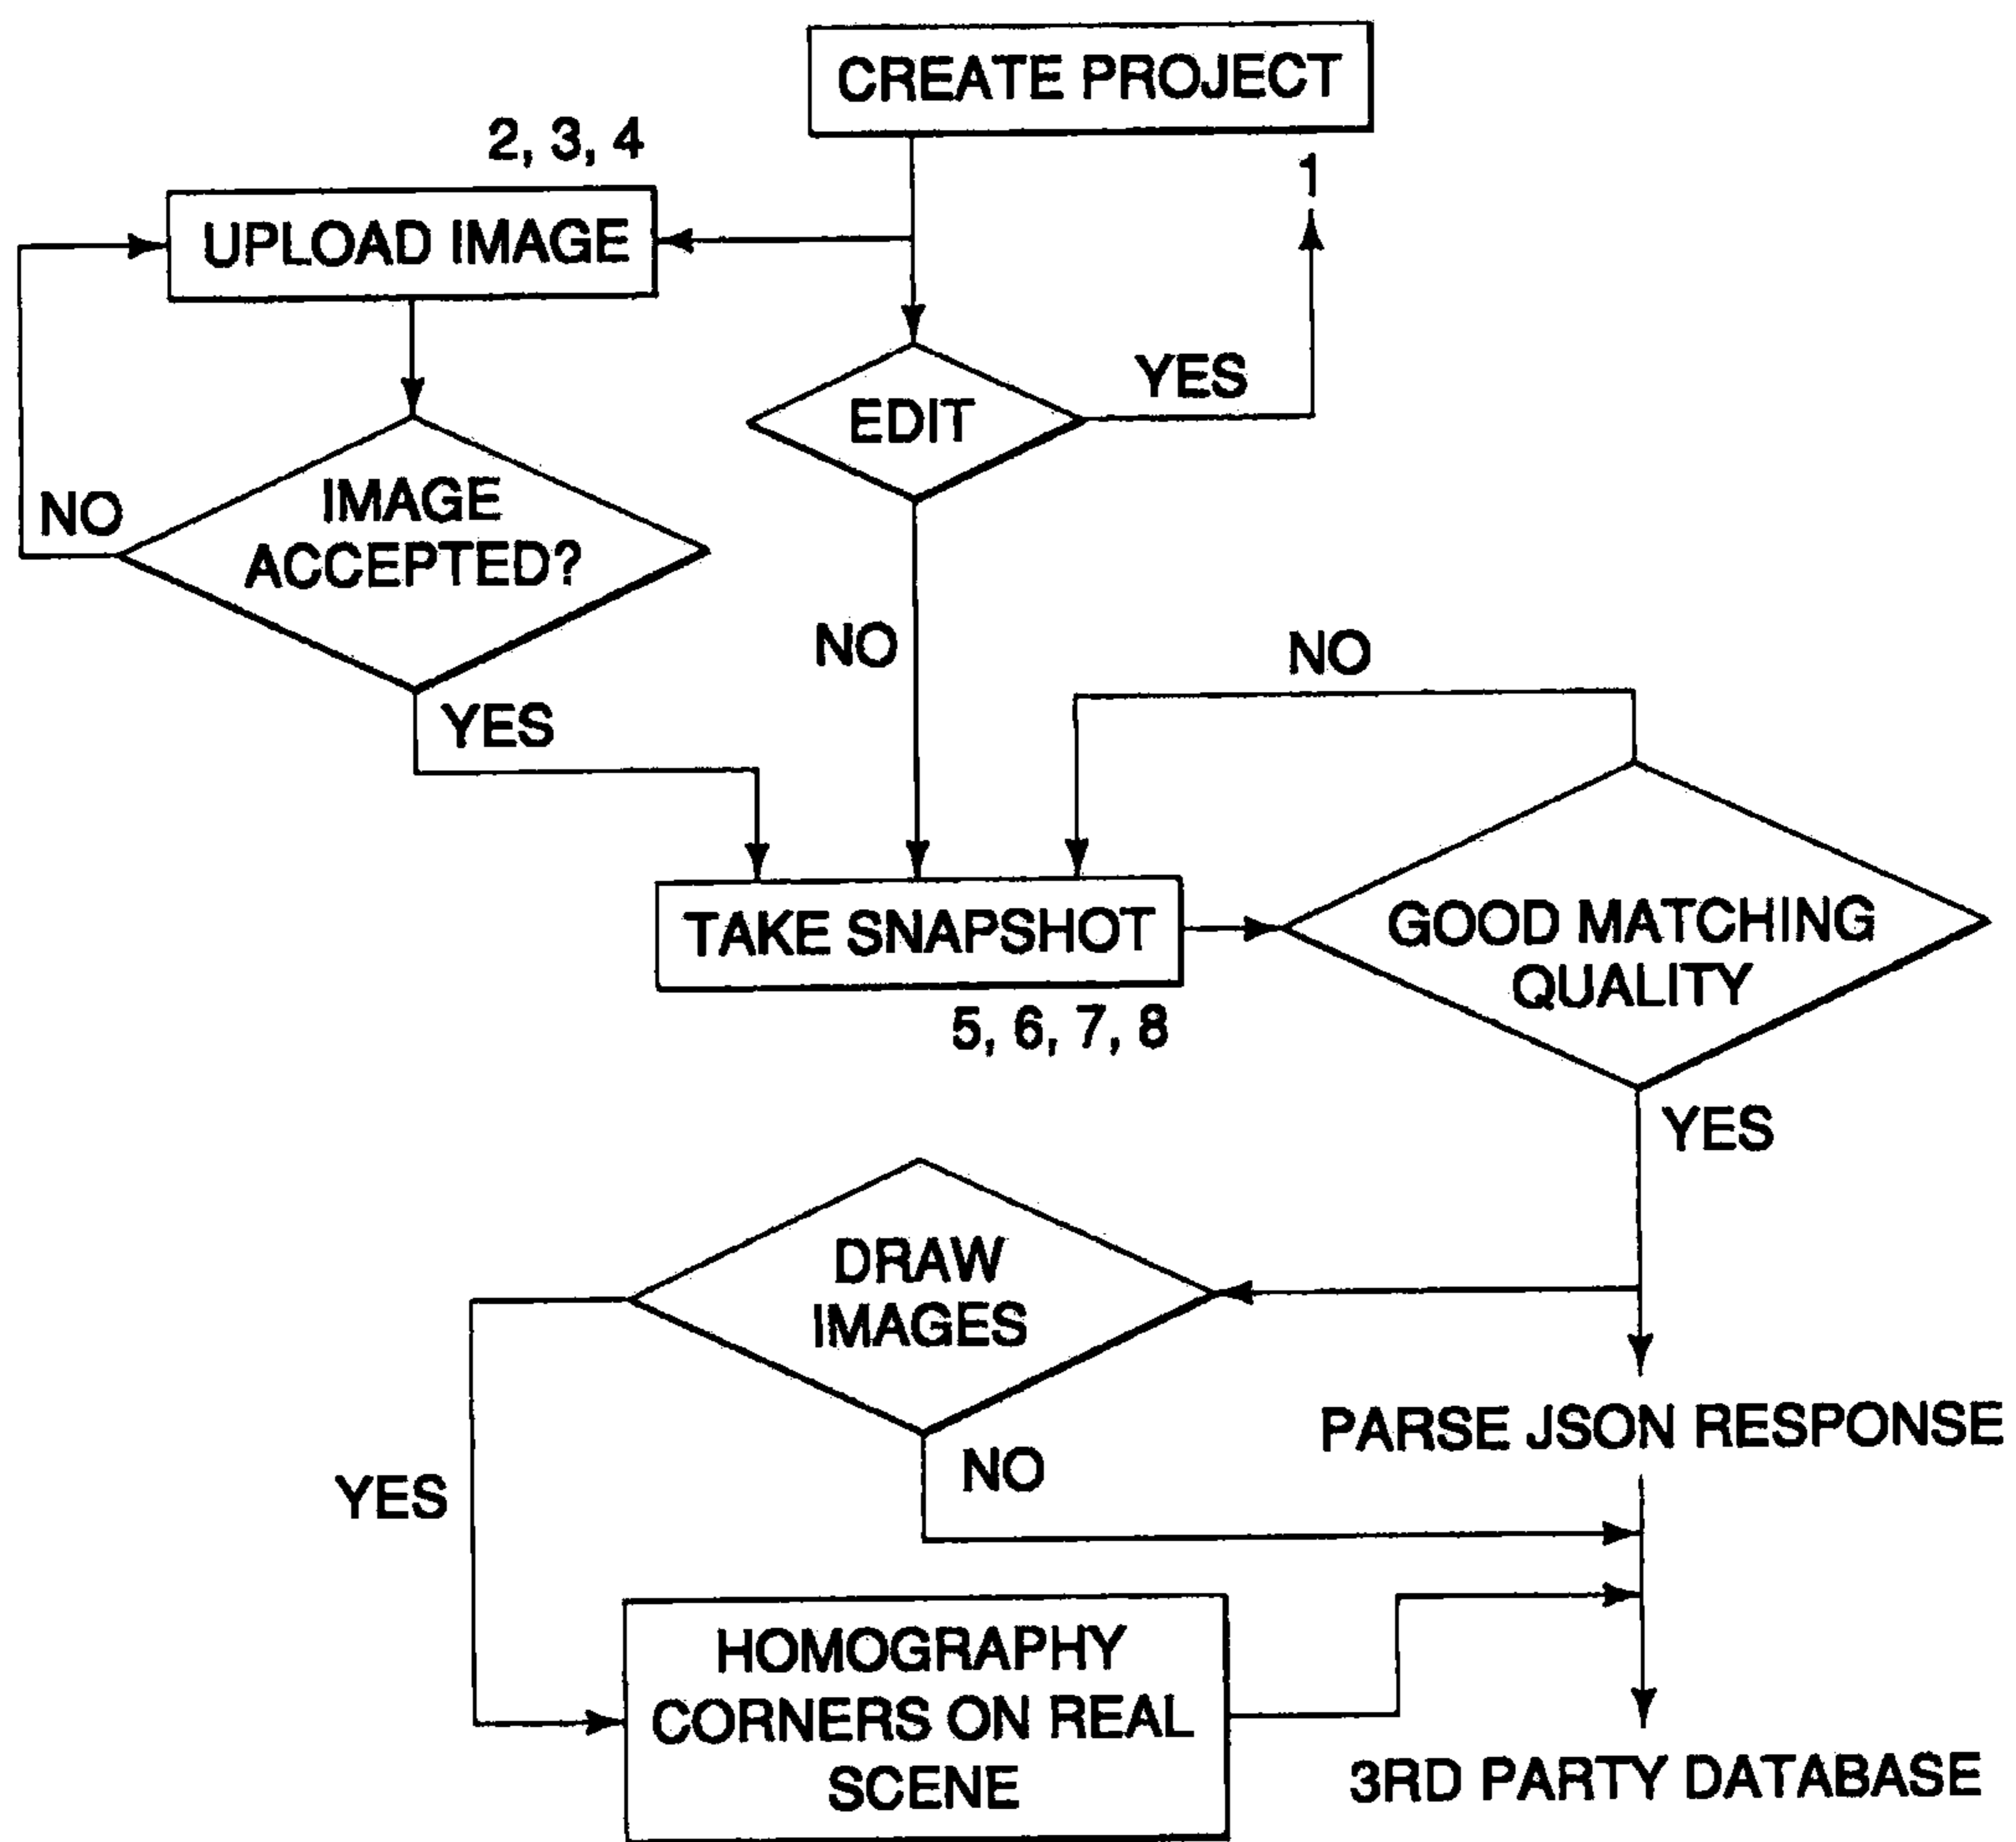 CREATE PROJECT
2, 3, 4
1
UPLOAD IMAGE
YES
EDIT
NO
IMAGE
ACCEPTED?
NO
NO
YES
TAKE SNAPSHOT
GOOD MATCHING
QUALITY
5, 6, 7, 8
YES
DRAW
IMAGES
PARSE JSON RESPONSE
NO
YES
HOMOGRAPHY
CORNERS ON REAL
SCENE
3RD PARTY DATABASE